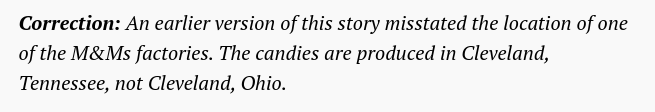 Correction: An earlier version of this story misstated the location of one
of the M&Ms factories. The candies are produced in Cleveland,
Tennessee, not Cleveland, Ohio.